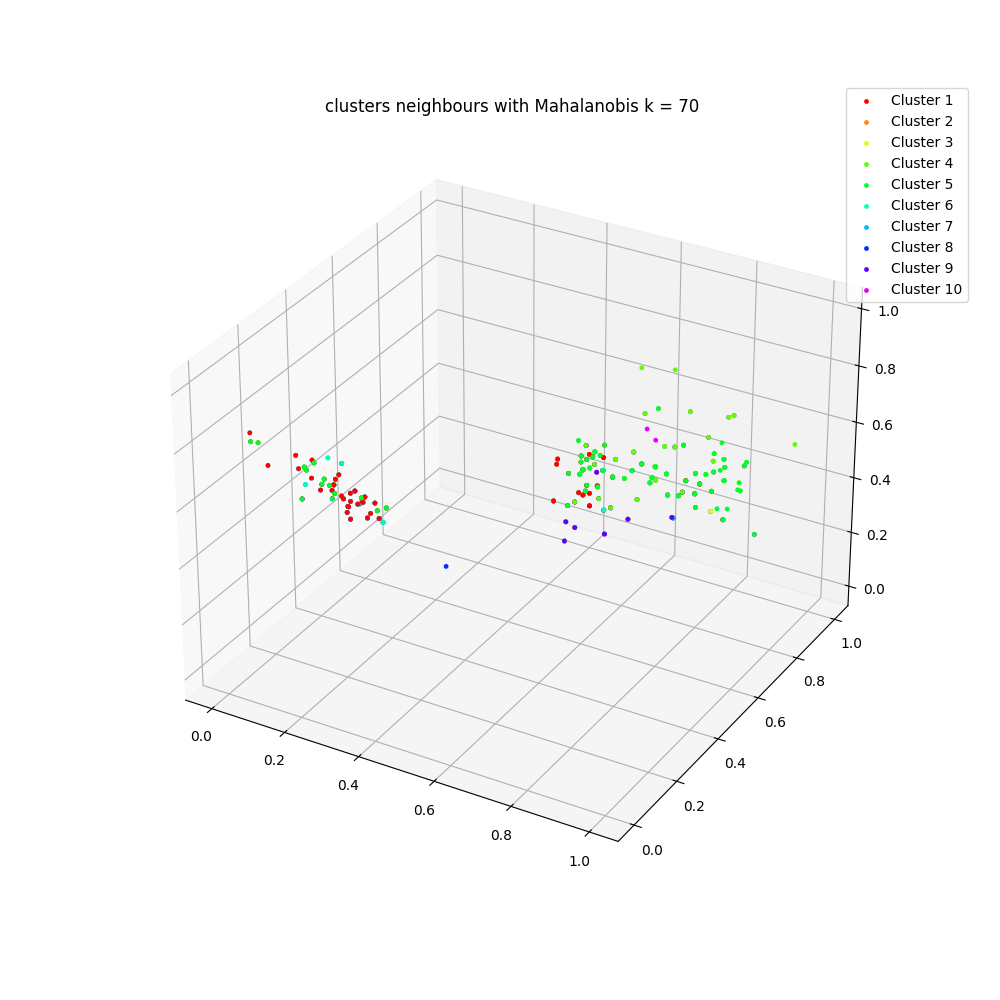 clusters neighbours with Mahalanobis k = 70
Cluster 1
Cluster 2
Cluster 3
Cluster 4
Cluster 5
Cluster 6
Cluster 7
Cluster 8
Cluster 9
Cluster 10
1.0
0.8
0.6
0.4
0.2
0.0
1.0
0.8
0.6
0.4
0.2
0.0
0.0
0.2
0.4
0.6
0.8
1.0